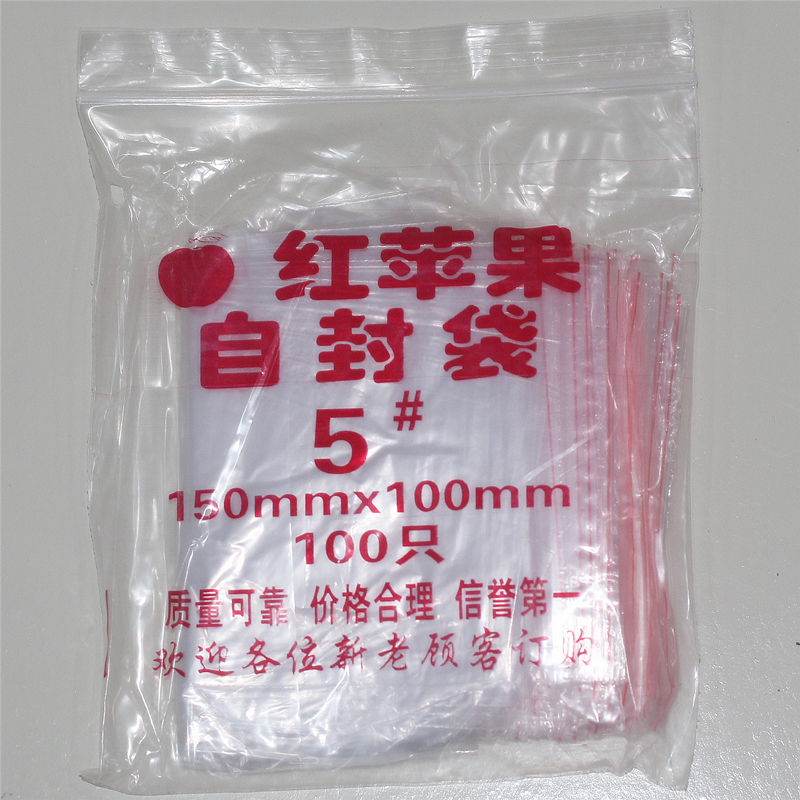 红苹果
自封袋
5#
150mmx100mm
100只
质量可靠 价格合理 信誉第一
欢迎各位新老顾客订购